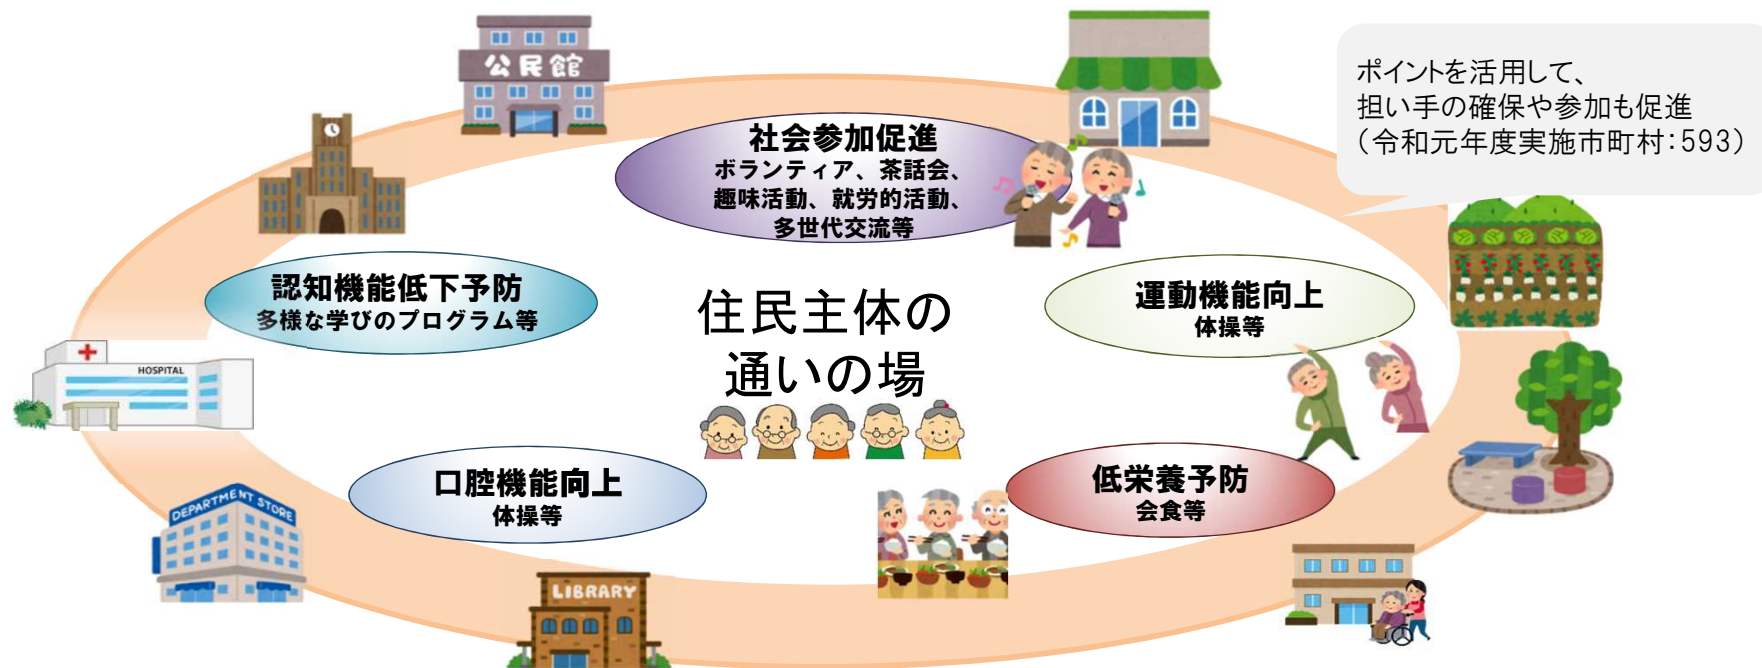 公民館
ポイントを活用して、
担い手の確保や参加も促進
（令和元年度実施市町村：593）
社会参加促進
ボランティア、茶話会、
趣味活動、就労的活動、
多世代交流等
認知機能低下予防
多様な学びのプログラム等
運動機能向上
体操等
住民主体の
通いの場
HOSPITAL
口腔機能向上
体操等
低栄養予防
会食等
DEPARTMENT STORE
LIBRARY